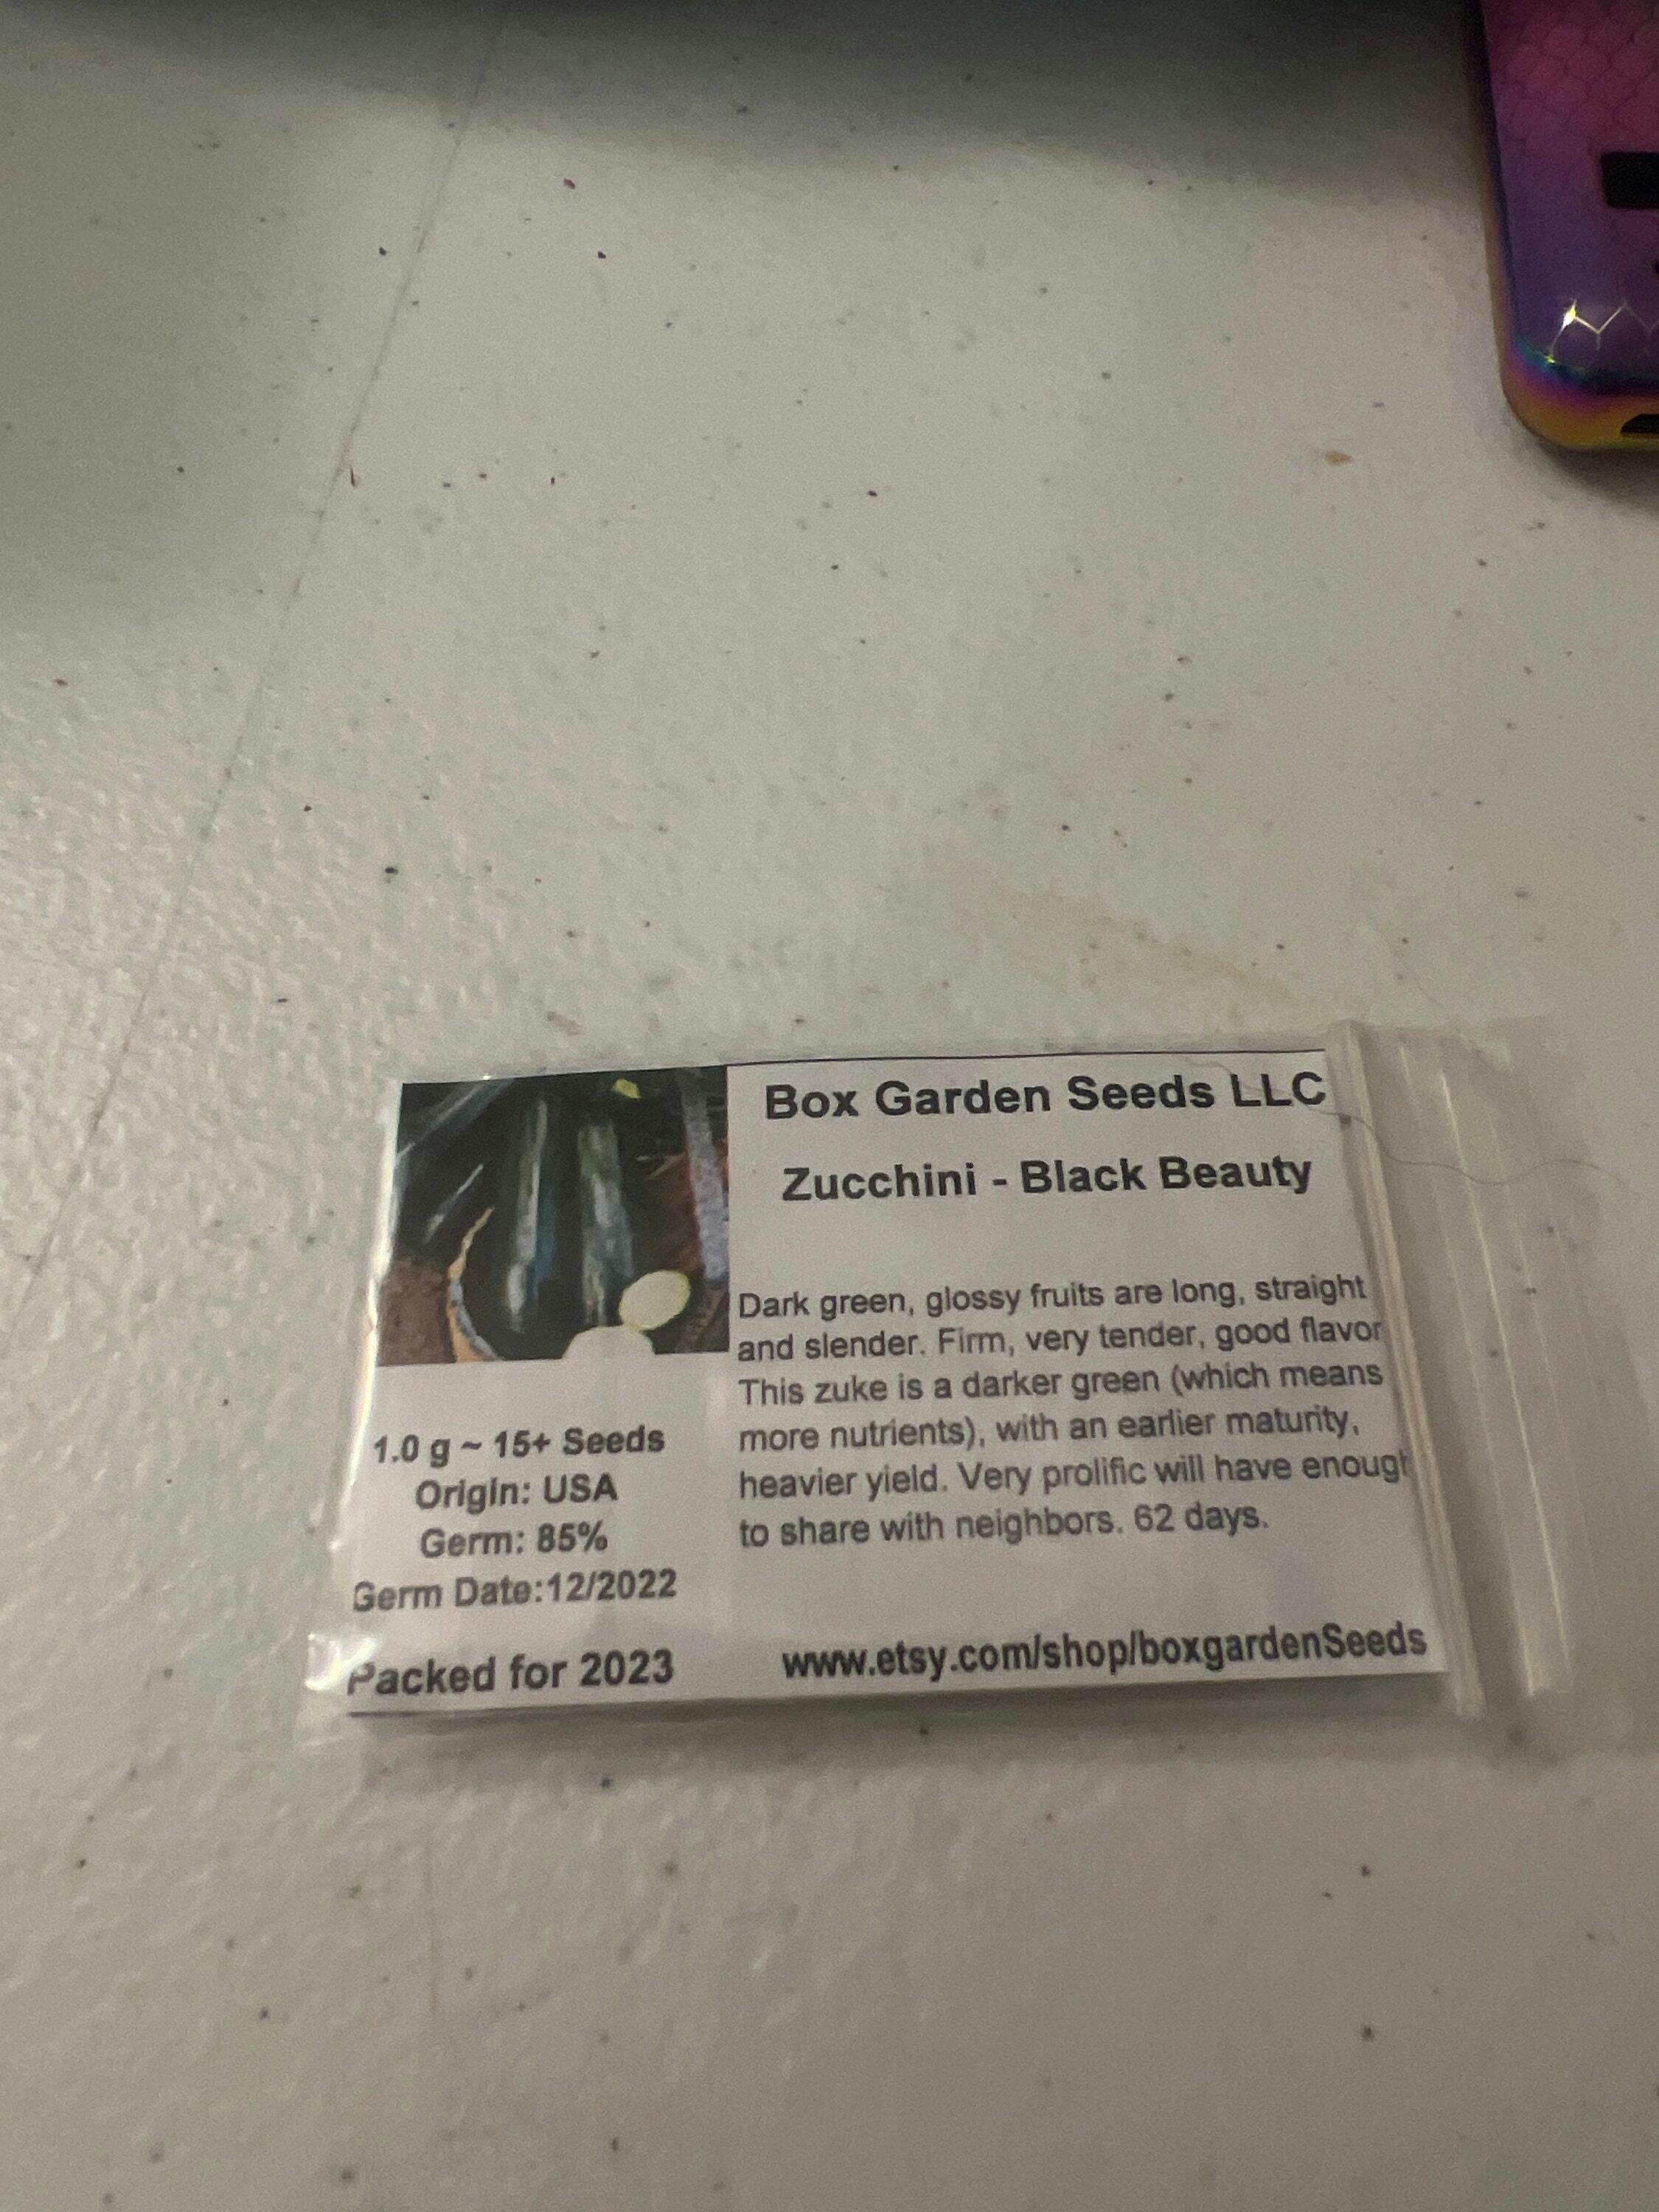 Box Garden Seeds LLC
Zucchini - Black Beauty
Dark green, glossy fruits are long, straight
and slender. Firm, very tender, good flavor
This zuke is a darker green (which means
more nutrients), with an earlier maturity,
heavier yield. Very prolific will have enough
to share with neighbors. 62 days.
1.0 g ~ 15+ Seeds
Origin: USA
Germ: 85%
Germ Date:12/2022
Packed for 2023
www.etsy.com/shop/boxgardenSeeds